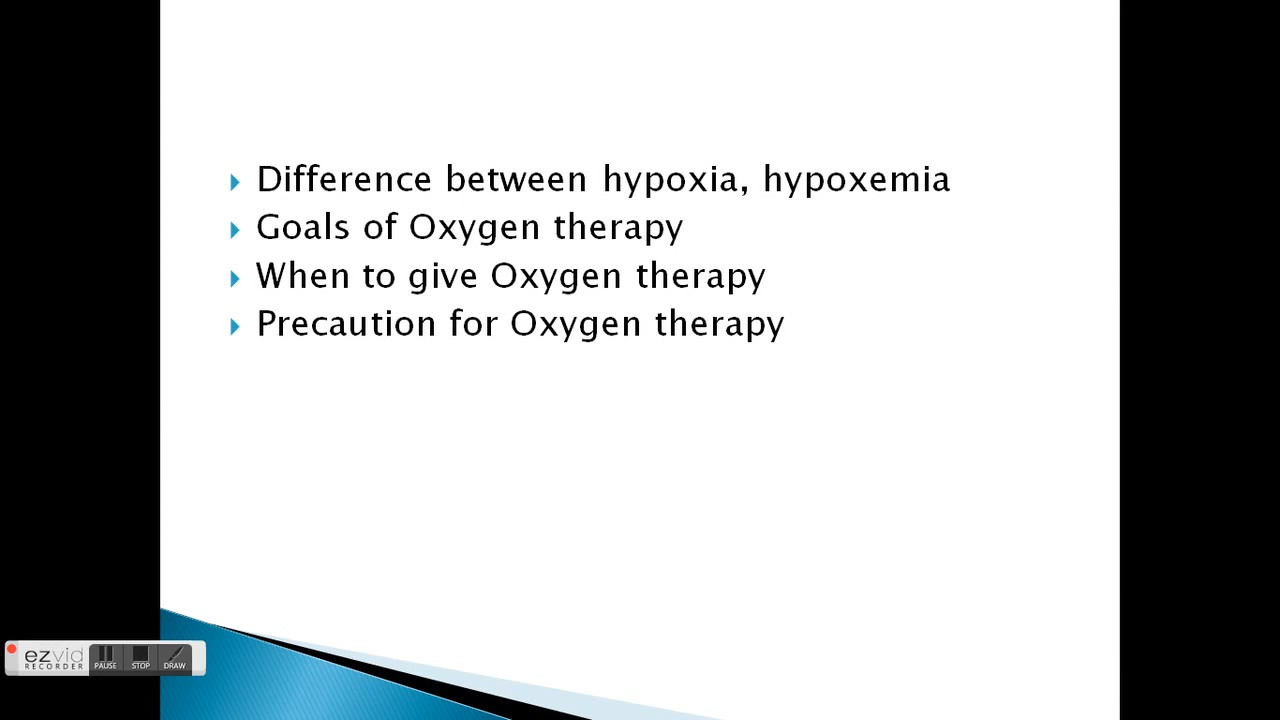 Difference between hypoxia, hypoxemia
Goals of Oxygen therapy
When to give Oxygen therapy
Precaution for Oxygen therapy
ezvid
RECORDER
PAUSE
STOP
DRAW